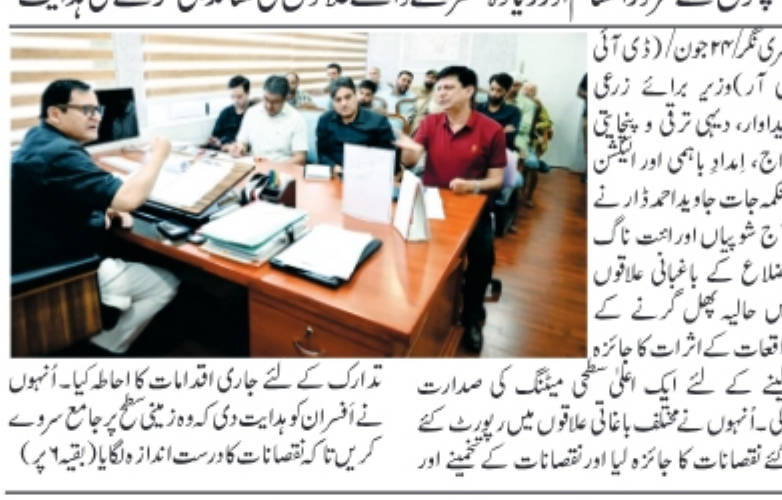 کی ہدایت
نگر/۲۴جون/(ڈی آئی
آر)وزیر برائے زرعی
پیداوار، دیہی ترقی و پنچایتی
راج، اِمدادِ باہمی اور الیکشن
محکمہ جات جاوید احمد ڈار نے
آج شوپیاں اور اننت ناگ
اضلاع کے باغبانی علاقوں
میں حالیہ پھل گرنے کے
واقعات کے اثرات کا جائزہ
لینے کے لئے ایک اعلیٰ سطحی میٹنگ کی صدارت
کی۔اُنہوں نے مختلف باغاتی علاقوں میں رپورٹ کئے
گئے نقصانات کا جائزہ لیا اور نقصانات کے تخمینے اور
تدارک کے لئے جاری اقدامات کا احاطہ کیا۔اُنہوں
نے اَفسران کو ہدایت دی کہ وہ زمینی سطح پر جامع سروے
کریں تاکہ نقصانات کا درست اندازہ لگایا(بقیہ ۶ پر)